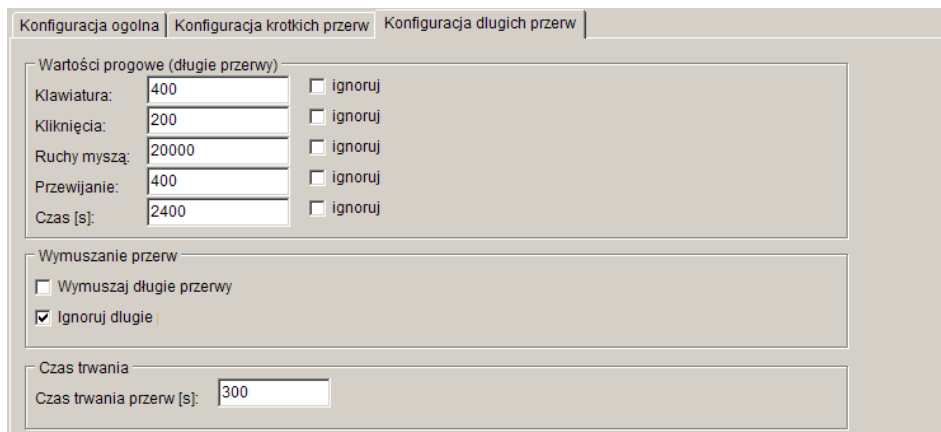 Konfiguracja ogolna Konfiguracja krotkich przerw Konfiguracja dlugich przerw
Wartości progowe (długie przerwy)
Klawiatura: 400 ignoruj
Kliknięcia: 200 ignoruj
Ruchy myszą: 20000 ignoruj
Przewijanie: 400 ignoruj
Czas [s]: 2400 ignoruj
Wymuszanie przerw
Wymuszaj długie przerwy
Ignoruj dlugie
Czas trwania
Czas trwania przerw [s]: 300